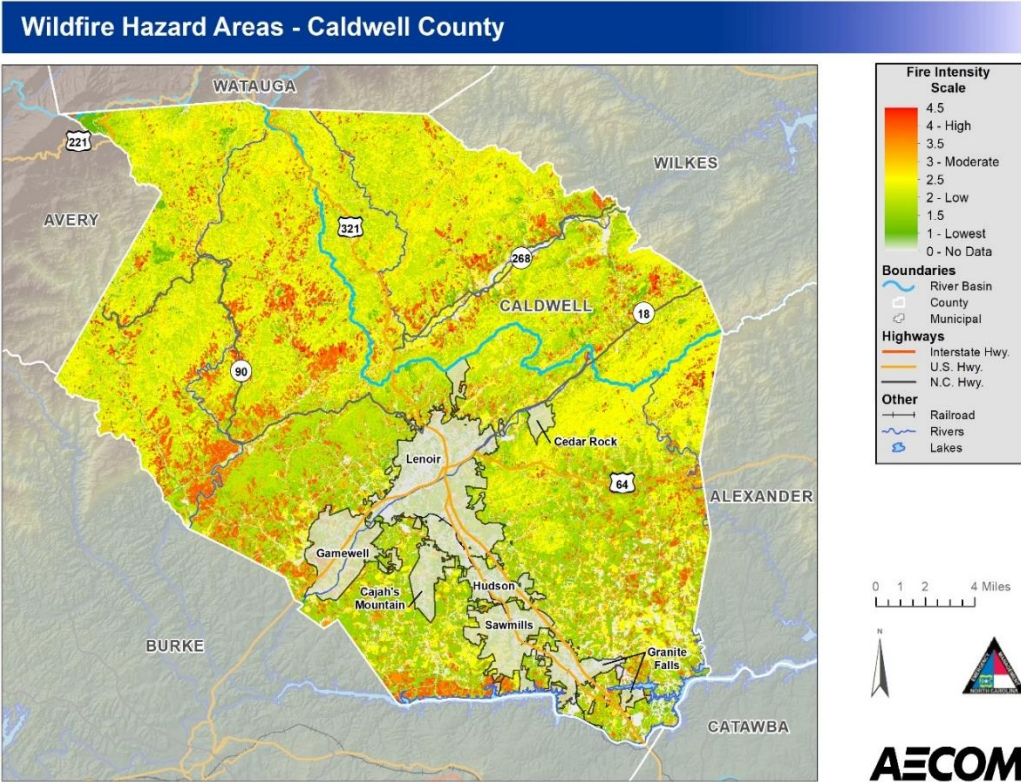 Wildfire Hazard Areas - Caldwell County
WATAUGA
221
WILKES
AVERY
321
268
CALDWELL
18
90
Cedar Rock
Lenoir
64
ALEXANDER
Gamewell
Cajah's
Mountain
Hudson
Sawmills
Granite
Falls
BURKE
CATAWBA
Fire Intensity
Scale
4.5
4 - High
3.5
3 - Moderate
2.5
2 - Low
1.5
1 - Lowest
0 - No Data
Boundaries
River Basin
County
Municipal
Highways
Interstate Hwy.
U.S. Hwy.
N.C. Hwy.
Other
Railroad
Rivers
Lakes
0 1 2 4 Miles
N
NORTH CAROLINA
AECOM